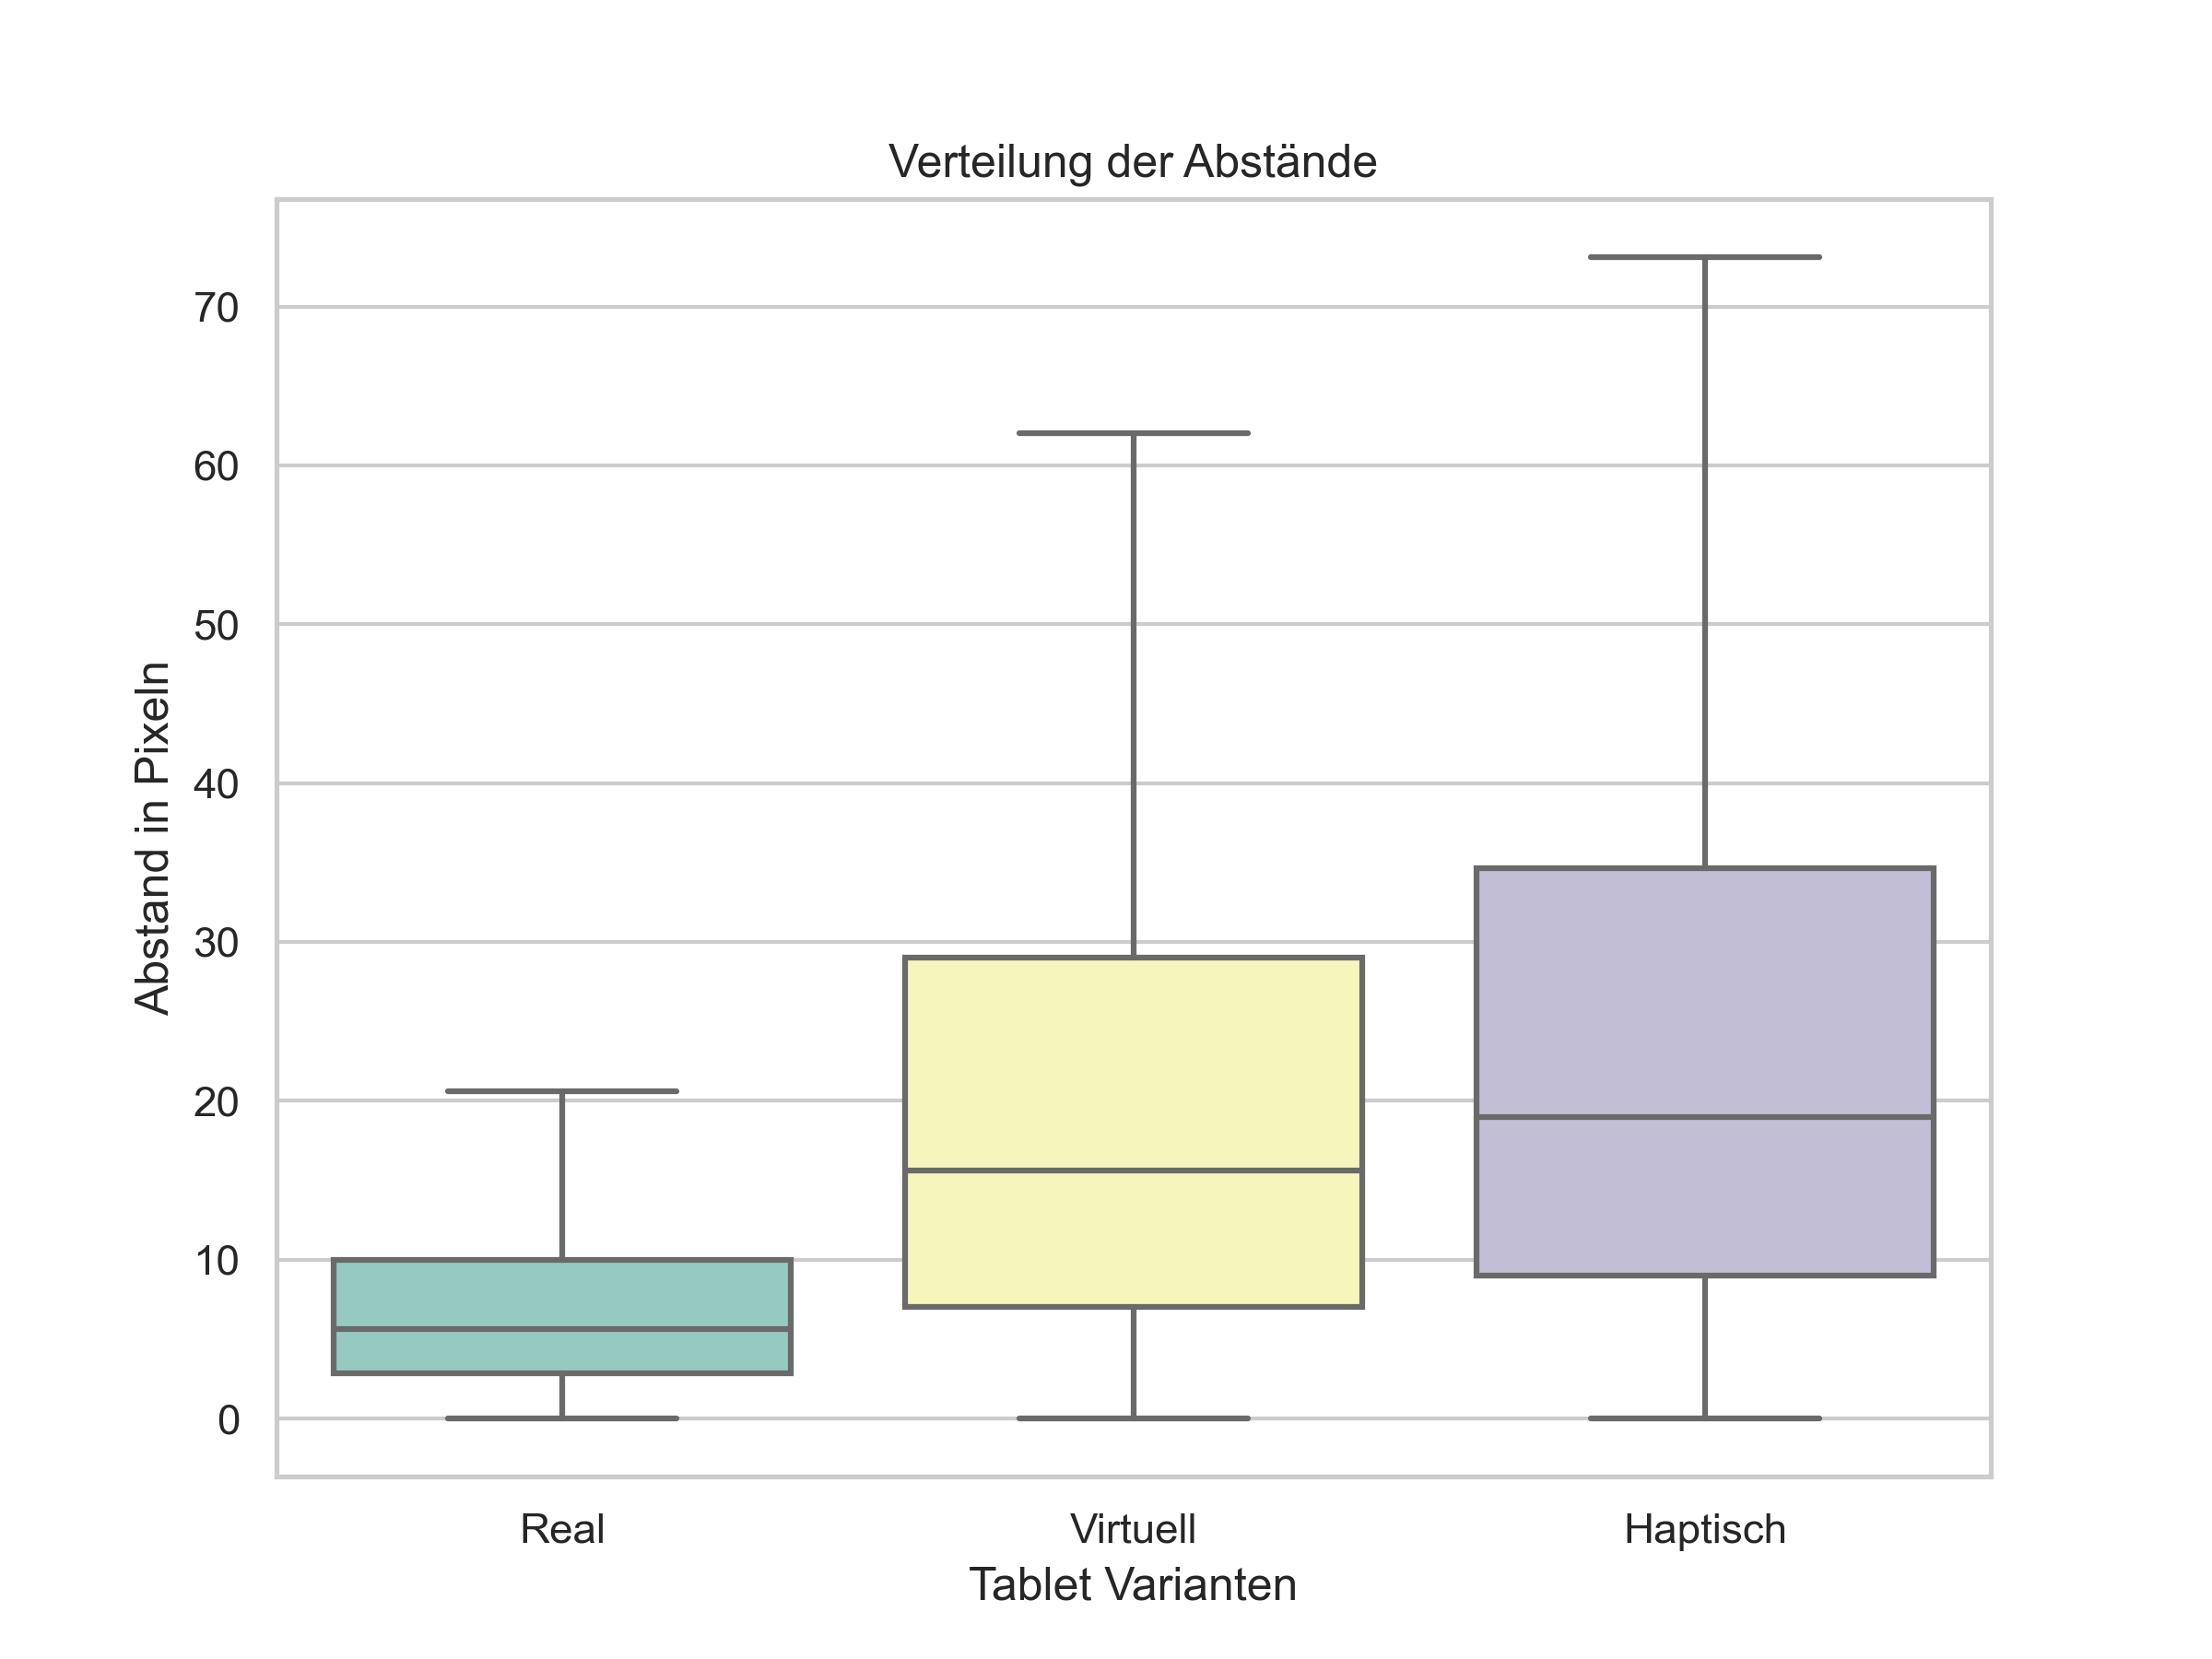 Verteilung der Abstände
Abstand in Pixeln
70
60
50
40
30
20
10
0
Real
Virtuell
Haptisch
Tablet Varianten